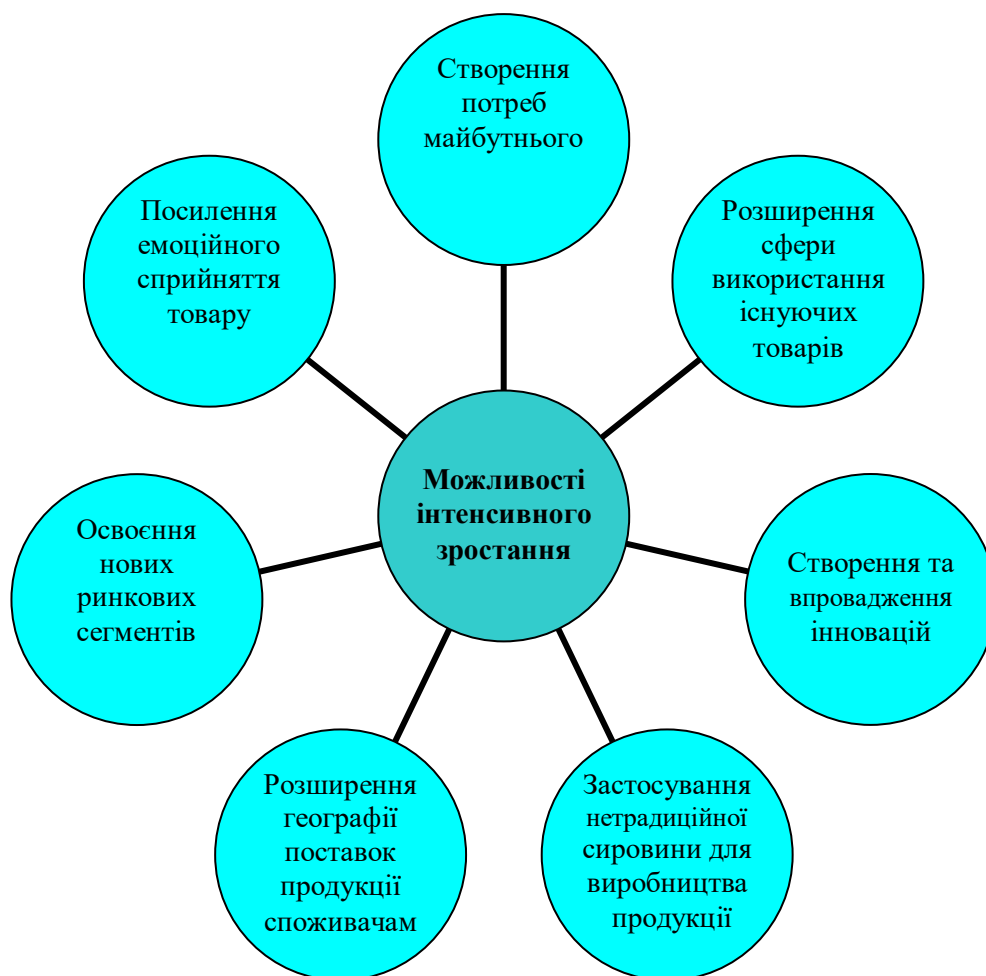 Створення
потреб
майбутнього
Розширення
сфери
використання
існуючих
товарів
Створення та
впровадження
інновацій
Застосування
нетрадиційної
сировини для
виробництва
продукції
Розширення
географії
поставок
продукції
споживачам
Освоєння
нових
ринкових
сегментів
Посилення
емоційного
сприйняття
товару
Можливості
інтенсивного
зростання